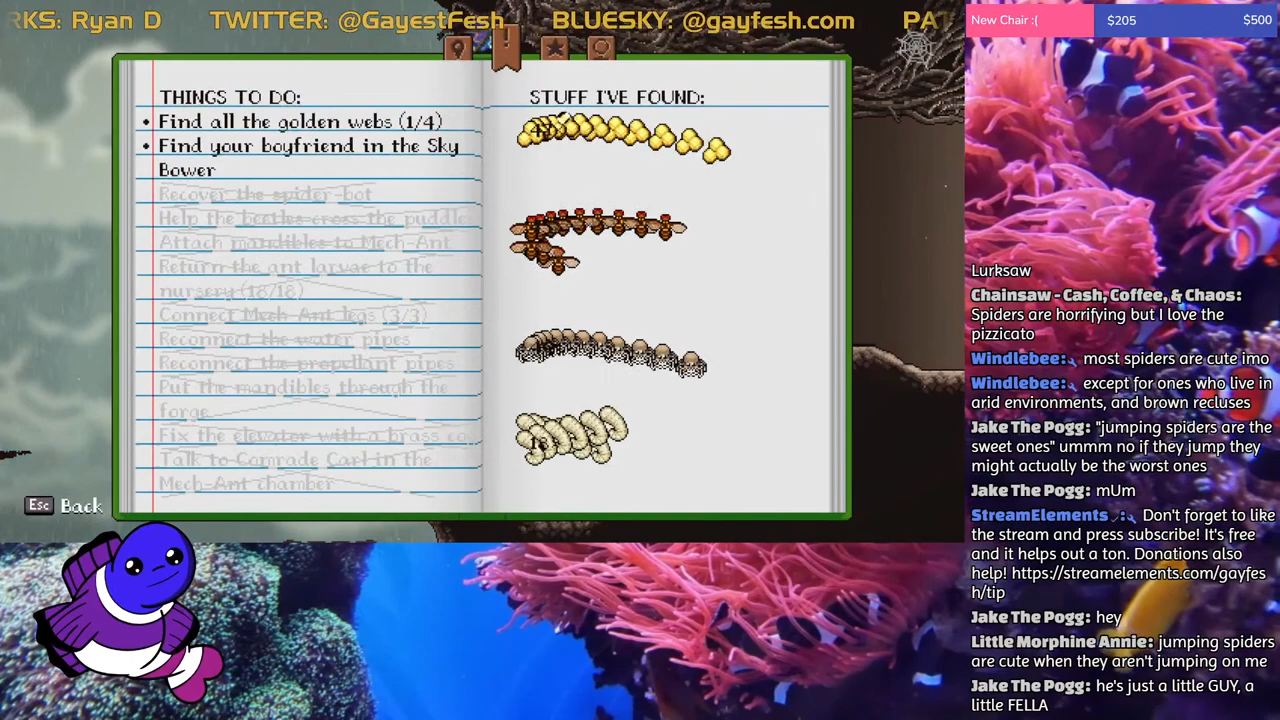 RKS: Ryan D TWITTER: @GayestFesh BLUESKY: @gayfesh.com PAT
New Chair :( $205 $500
THINGS TO DO:
• Find all the golden webs (1/4)
• Find your boyfriend in the Sky
Bower
Recover the spider-bot
Help the beetles cross the puddle
Attach mandibles to Mech-Ant
Return the ant larvae to the
nursery (18/18)
Connect Mech-Ant legs (3/3)
Reconnect the water pipes
Reconnect the propellant pipes
Put the mandibles through the
forge
Fix the elevator with a brass co
Talk to Comrade Carl in the
Mech-Ant chamber
STUFF I'VE FOUND:
Esc Back
Lurksaw
Chainsaw - Cash, Coffee, & Chaos:
Spiders are horrifying but I love the
pizzicato
Windlebee: most spiders are cute imo
Windlebee: except for ones who live in
arid environments, and brown recluses
Jake The Pogg: "jumping spiders are the
sweet ones" ummm no if they jump they
might actually be the worst ones
Jake The Pogg: mUm
StreamElements : Don't forget to like
the stream and press subscribe! It's free
and it helps out a ton. Donations also
help! https://streamelements.com/gayfes
h/tip
Jake The Pogg: hey
Little Morphine Annie: jumping spiders
are cute when they aren't jumping on me
Jake The Pogg: he's just a little GUY, a
little FELLA